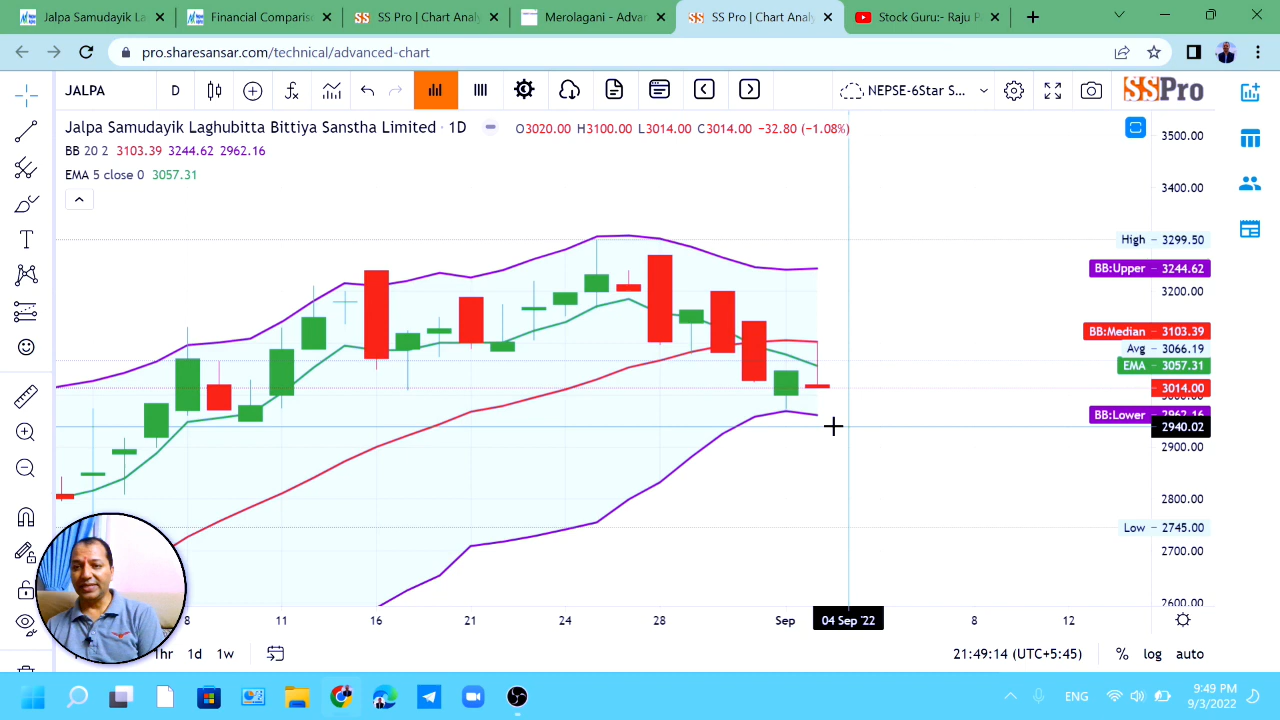 Jalpa Samudayik La
Financial Comparis
SS Pro | Chart Analy
Merolagani - Advan
SS Pro | Chart Analy
Stock Guru:- Raju P
pro.sharesansar.com/technical/advanced-chart
JALPA D NEPSE-6Star S... SSPro
Jalpa Samudayik Laghubitta Bittiya Sanstha Limited · 1D O3020.00 H3100.00 L3014.00 C3014.00 −32.80 (−1.08%)
BB 20 2 3103.39 3244.62 2962.16
EMA 5 close 0 3057.31
3500.00
3400.00
High 3299.50
BB:Upper 3244.62
3200.00
BB:Median 3103.39
Avg 3066.19
EMA 3057.31
3014.00
BB:Lower 2962.16
2940.02
2900.00
2800.00
Low 2745.00
2700.00
2600.00
8 11 16 21 24 28 Sep 04 Sep '22 8 12
1hr 1d 1w 21:49:14 (UTC+5:45) % log auto
ENG 9:49 PM
9/3/2022